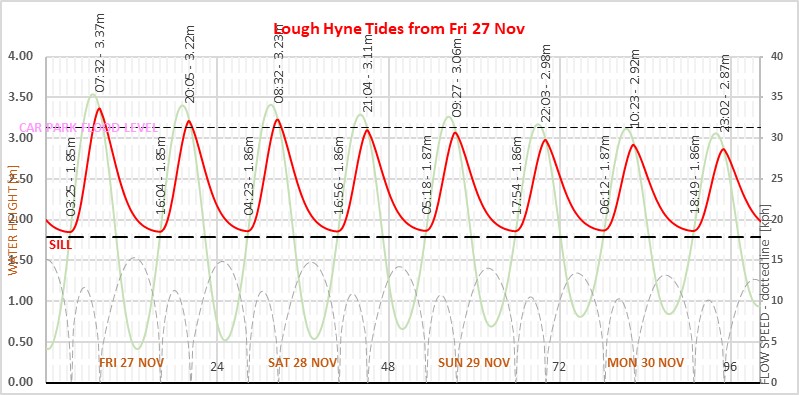 Lough Hyne Tides from Fri 27 Nov
4.00
3.50
3.00
2.50
2.00
1.50
1.00
0.50
0.00
WATER HEIGHT [m]
CAR PARK FLOOD LEVEL
SILL
03:25 - 1.85m
07:32 - 3.37m
16:04 - 1.85m
20:05 - 3.22m
04:23 - 1.86m
08:32 - 3.23m
16:56 - 1.86m
21:04 - 3.11m
05:18 - 1.87m
09:27 - 3.06m
17:54 - 1.86m
22:03 - 2.98m
06:12 - 1.87m
10:23 - 2.92m
18:49 - 1.86m
23:02 - 2.87m
FRI 27 NOV
24
SAT 28 NOV
48
SUN 29 NOV
72
MON 30 NOV
96
40
35
30
25
20
15
10
5
0
FLOW SPEED - dotted line [kph]